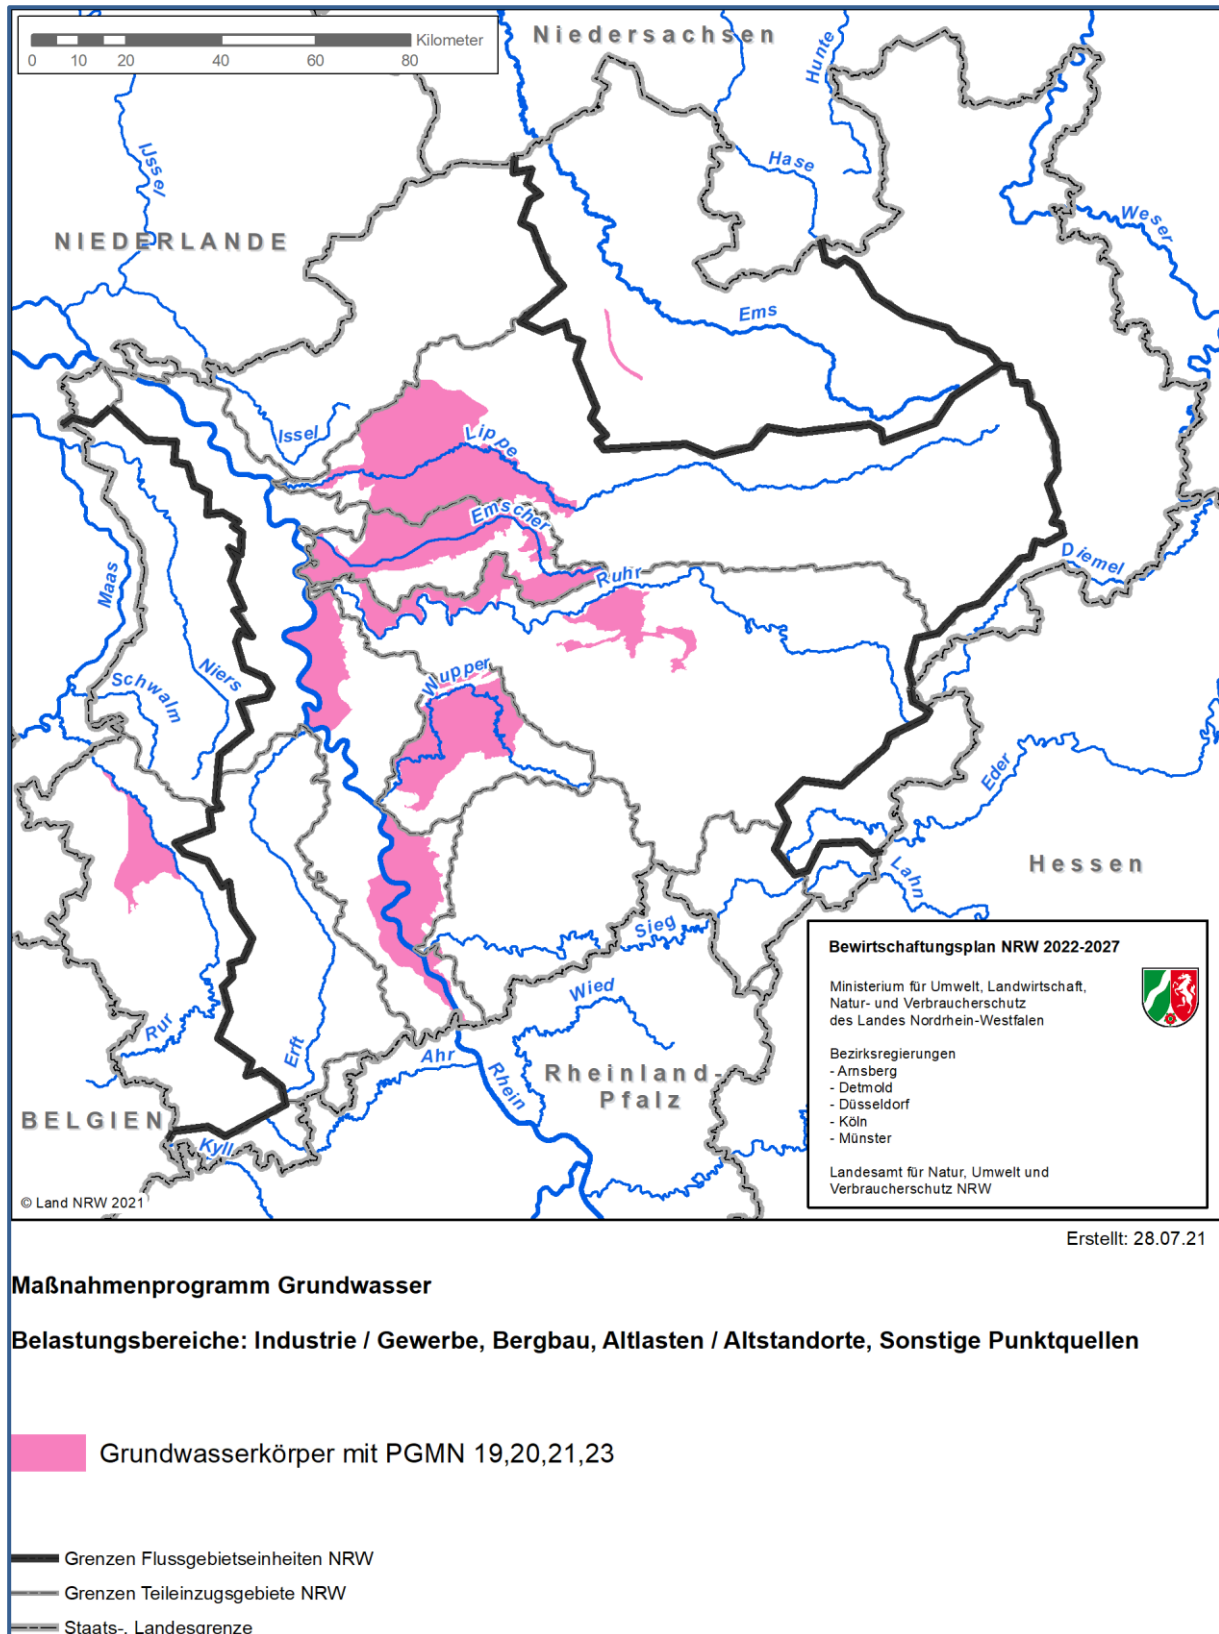 Kilometer
0 10 20 40 60 80
Niedersachsen
Hunte
IJssel
Hase
Weser
NIEDERLANDE
Ems
Issel
Lippe
Emscher
Ruhr
Diemel
Maas
Niers
Schwalm
Wupper
Eder
Hessen
Lahn
Sieg
Wied
Rur
Erft
Ahr
Rhein
Rheinland-
Pfalz
BELGIEN
Kyll
© Land NRW 2021
Bewirtschaftungsplan NRW 2022-2027
Ministerium für Umwelt, Landwirtschaft,
Natur- und Verbraucherschutz
des Landes Nordrhein-Westfalen
Bezirksregierungen
- Arnsberg
- Detmold
- Düsseldorf
- Köln
- Münster
Landesamt für Natur, Umwelt und
Verbraucherschutz NRW
Erstellt: 28.07.21
Maßnahmenprogramm Grundwasser
Belastungsbereiche: Industrie / Gewerbe, Bergbau, Altlasten / Altstandorte, Sonstige Punktquellen
Grundwasserkörper mit PGMN 19,20,21,23
Grenzen Flussgebietseinheiten NRW
Grenzen Teileinzugsgebiete NRW
Staats-, Landesgrenze